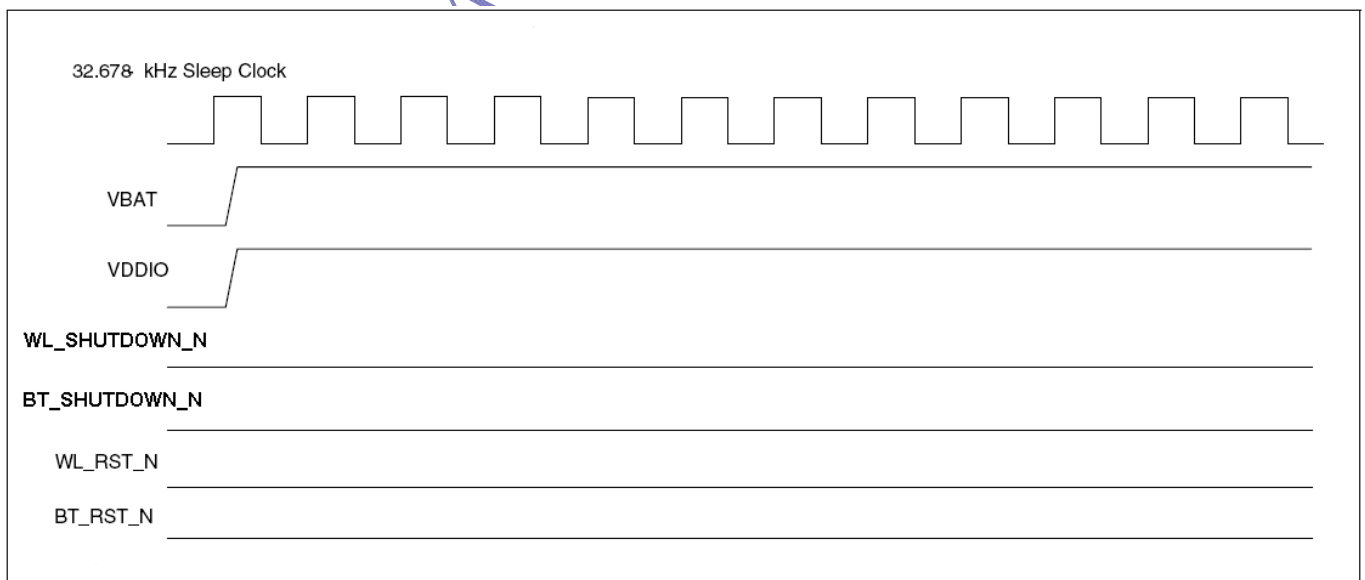 32.678- kHz Sleep Clock
VBAT
VDDIO
WL_SHUTDOWN_N
BT_SHUTDOWN_N
WL_RST_N
BT_RST_N